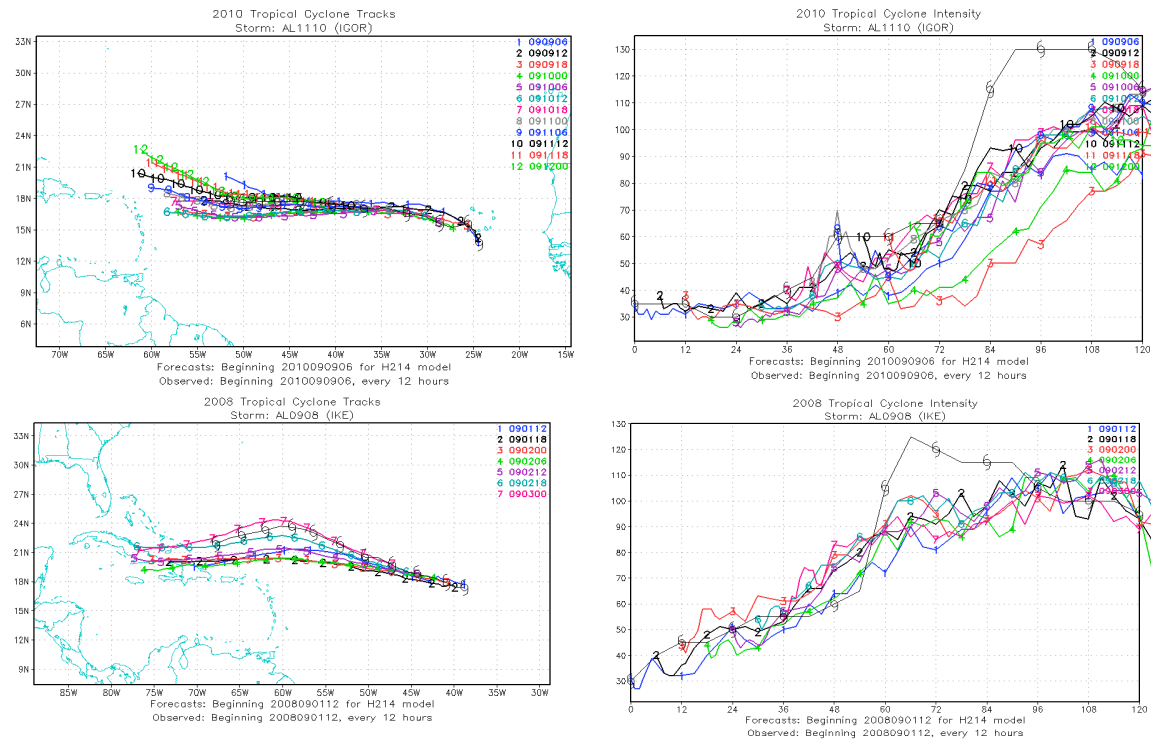 2010 Tropical Cyclone Tracks
Storm: AL1110 (IGOR)
33N
30N
27N
24N
21N
18N
15N
12N
9N
6N
1 090906
2 090912
3 090918
4 091000
5 091006
6 091012
7 091018
8 091100
9 091106
10 091112
11 091118
12 091200
70W 65W 60W 55W 50W 45W 40W 35W 30W 25W 20W 15W
Forecasts: Beginning 2010090906 for H214 model
Observed: Beginning 2010090906, every 12 hours
2010 Tropical Cyclone Intensity
Storm: AL1110 (IGOR)
130
120
110
100
90
80
70
60
50
40
30
1 090906
2 090912
3 090918
4 091000
5 091006
6 091012
7 091018
8 091100
9 091106
10 091112
11 091118
12 091200
0 12 24 36 48 60 72 84 96 108 120
Forecasts: Beginning 2010090906 for H214 model
Observed: Beginning 2010090906, every 12 hours
2008 Tropical Cyclone Tracks
Storm: AL0908 (IKE)
33N
30N
27N
24N
21N
18N
15N
12N
9N
1 090112
2 090118
3 090200
4 090206
5 090212
6 090218
7 090300
85W 80W 75W 70W 65W 60W 55W 50W 45W 40W 35W 30W
Forecasts: Beginning 2008090112 for H214 model
Observed: Beginning 2008090112, every 12 hours
2008 Tropical Cyclone Intensity
Storm: AL0908 (IKE)
130
120
110
100
90
80
70
60
50
40
30
1 090112
2 090118
3 090200
4 090206
5 090212
6 090218
7 090300
0 12 24 36 48 60 72 84 96 108 120
Forecasts: Beginning 2008090112 for H214 model
Observed: Beginning 2008090112, every 12 hours